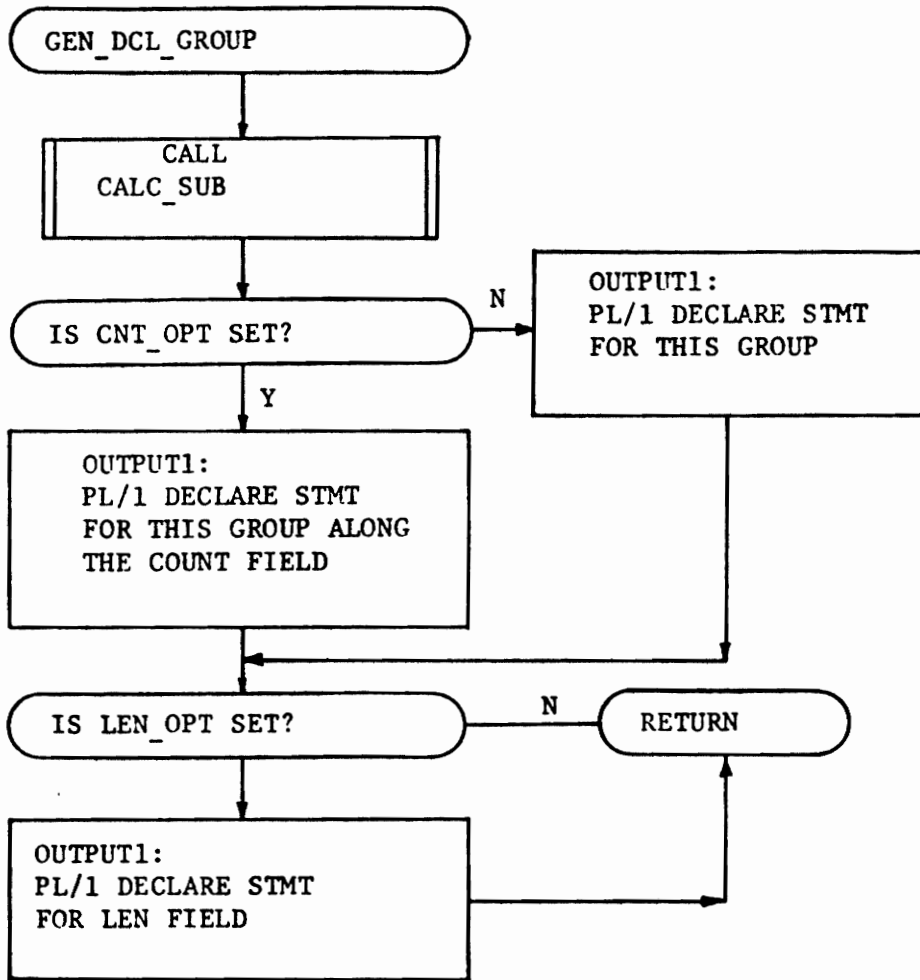 GEN_DCL_GROUP
CALL
CALC_SUB
IS CNT_OPT SET?
N
OUTPUT1:
PL/1 DECLARE STMT
FOR THIS GROUP
Y
OUTPUT1:
PL/1 DECLARE STMT
FOR THIS GROUP ALONG
THE COUNT FIELD
IS LEN_OPT SET?
N
RETURN
OUTPUT1:
PL/1 DECLARE STMT
FOR LEN FIELD